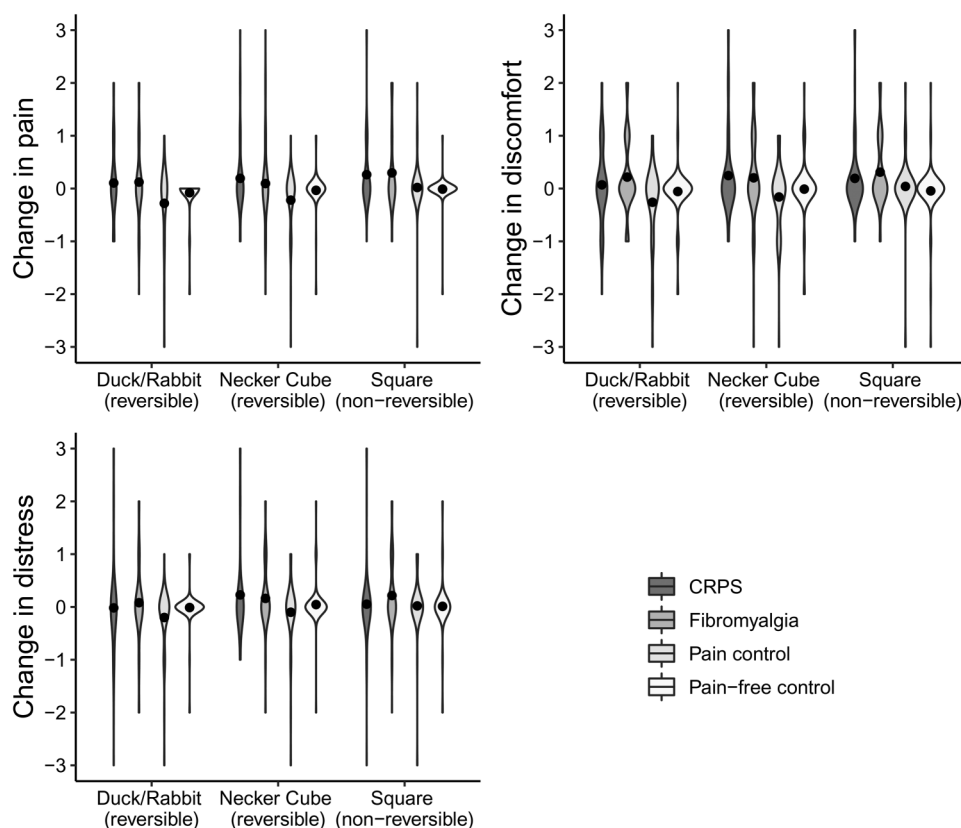 Change in pain
3
2
1
0
−1
−2
−3
Duck/Rabbit Necker Cube Square
(reversible) (reversible) (non−reversible)
Change in discomfort
3
2
1
0
−1
−2
−3
Duck/Rabbit Necker Cube Square
(reversible) (reversible) (non−reversible)
Change in distress
3
2
1
0
−1
−2
−3
Duck/Rabbit Necker Cube Square
(reversible) (reversible) (non−reversible)
CRPS
Fibromyalgia
Pain control
Pain−free control